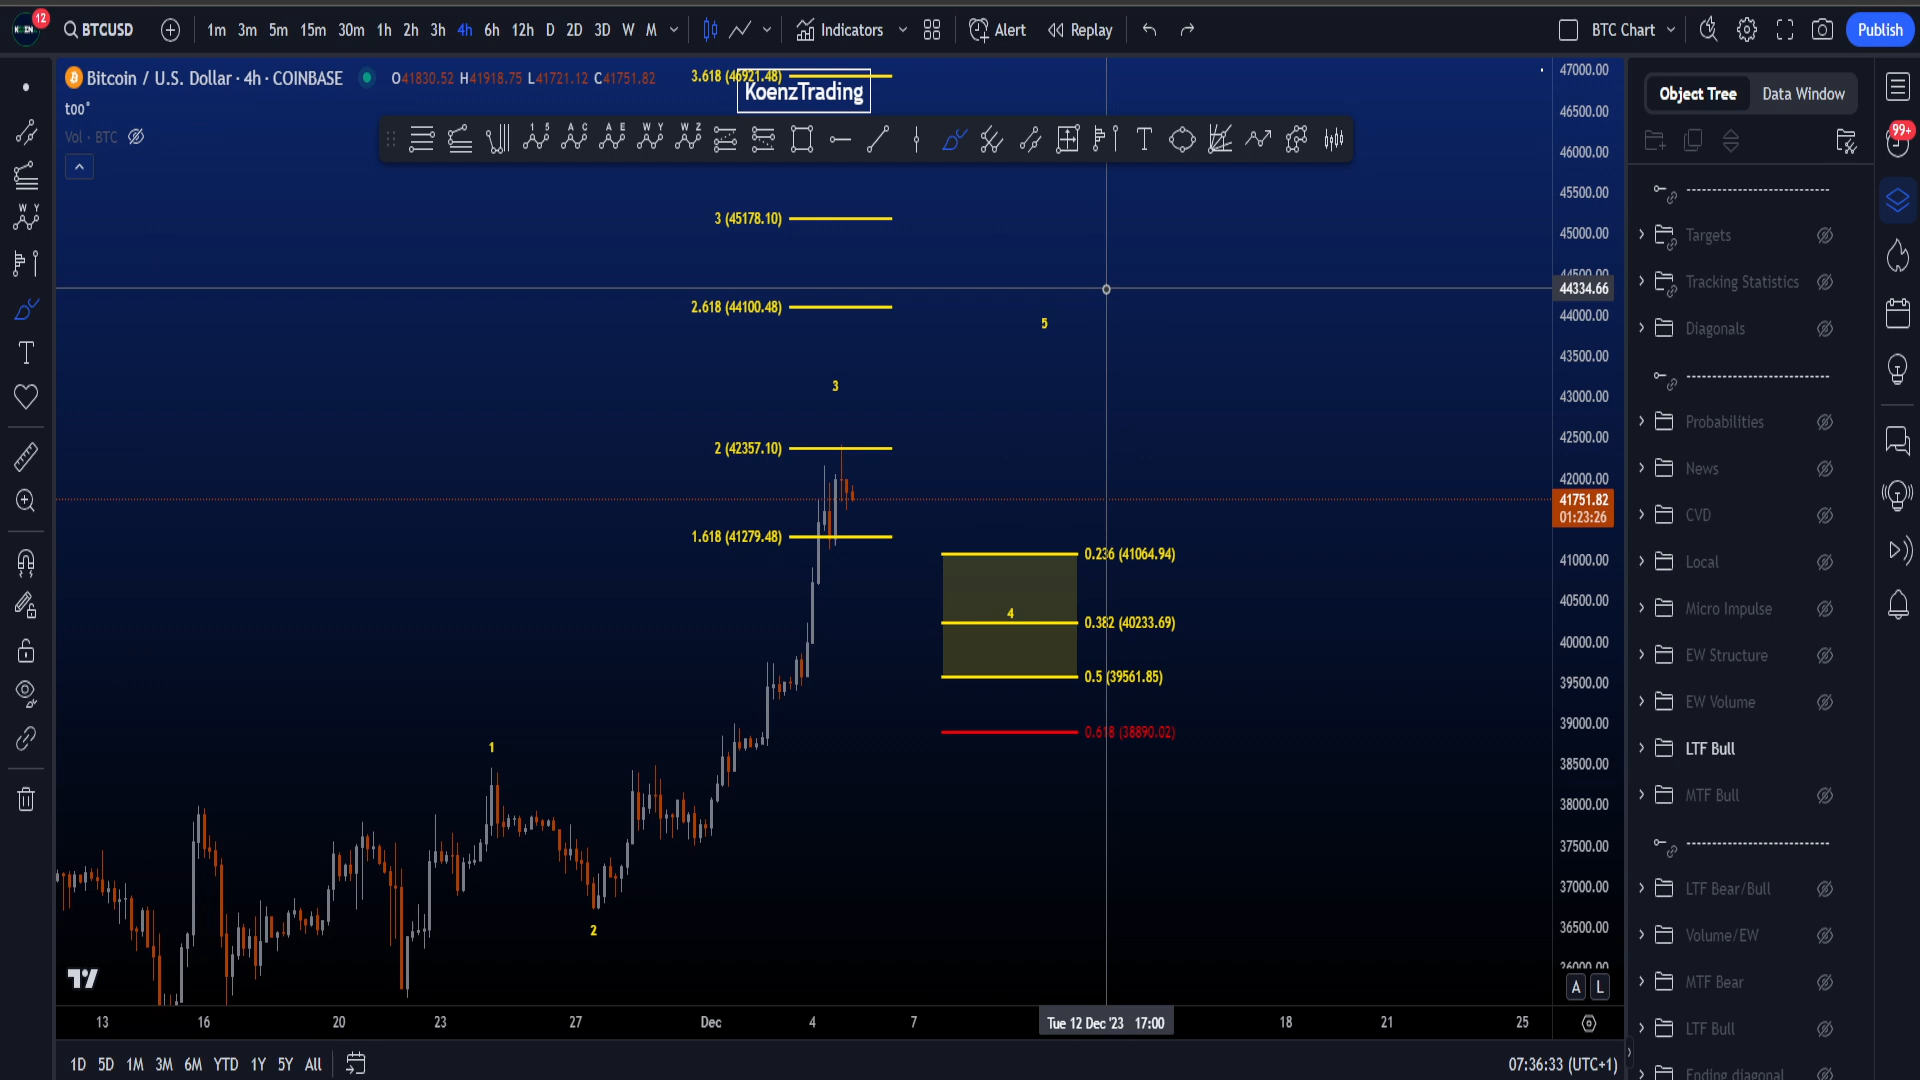 KOEN
12
BTCUSD
1m 3m 5m 15m 30m 1h 2h 3h 4h 6h 12h D 2D 3D W M
Indicators
Alert
Replay
BTC Chart
Publish
Bitcoin / U.S. Dollar · 4h · COINBASE
O41830.52 H41918.75 L41721.12 C41751.82
too*
Vol · BTC
3.618 (46921.48)
KoenzTrading
1 5
A C
A E
W Y
W Z
W Y
3 (45178.10)
2.618 (44100.48)
5
3
2 (42357.10)
1.618 (41279.48)
0.236 (41064.94)
4
0.382 (40233.69)
0.5 (39561.85)
0.618 (38890.02)
1
2
47000.00
46500.00
46000.00
45500.00
45000.00
44500.00
44334.66
44000.00
43500.00
43000.00
42500.00
42000.00
41751.82
01:23:26
41000.00
40500.00
40000.00
39500.00
39000.00
38500.00
38000.00
37500.00
37000.00
36500.00
36000.00
A L
13 16 20 23 27 Dec 4 7 Tue 12 Dec '23 17:00 18 21 25
1D 5D 1M 3M 6M YTD 1Y 5Y All
07:36:33 (UTC+1)
Object Tree
Data Window
99+
Targets
Tracking Statistics
Diagonals
Probabilities
News
CVD
Local
Micro Impulse
EW Structure
EW Volume
LTF Bull
MTF Bull
LTF Bear/Bull
Volume/EW
MTF Bear
LTF Bull
Ending diagonal